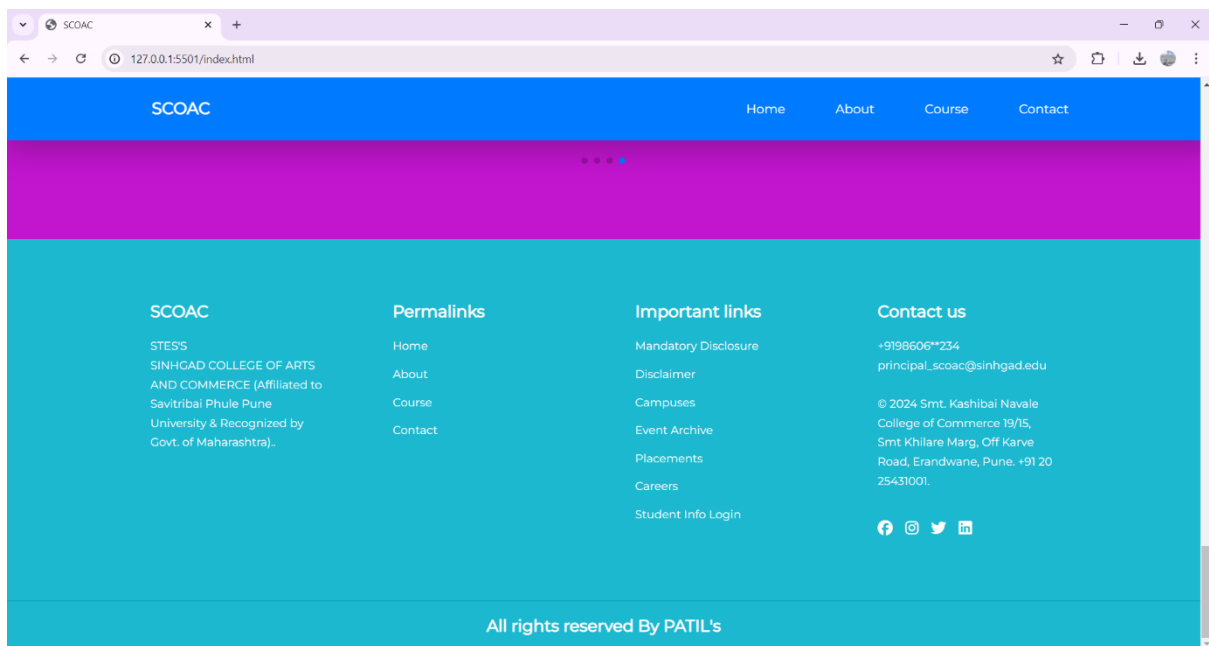 SCOAC
127.0.0.1:5501/index.html
SCOAC
Home
About
Course
Contact
SCOAC
STES'S
SINHGAD COLLEGE OF ARTS
AND COMMERCE (Affiliated to
Savitribai Phule Pune
University & Recognized by
Govt. of Maharashtra)..
Permalinks
Home
About
Course
Contact
Important links
Mandatory Disclosure
Disclaimer
Campuses
Event Archive
Placements
Careers
Student Info Login
Contact us
+9198606**234
principal_scoac@sinhgad.edu
© 2024 Smt. Kashibai Navale
College of Commerce 19/15,
Smt Khilare Marg, Off Karve
Road, Erandwane, Pune. +91 20
25431001.
All rights reserved By PATIL's